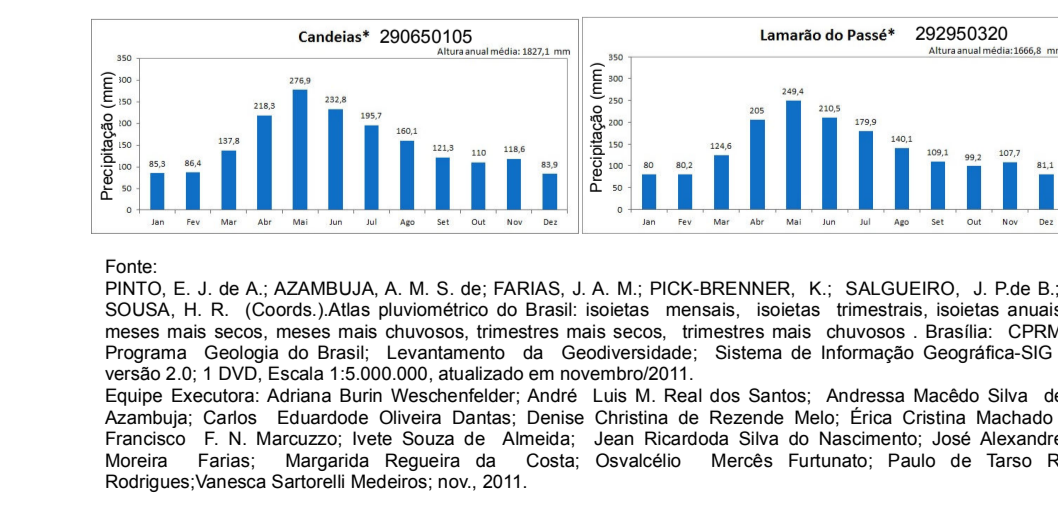 Candeias* 290650105
Altura anual média: 1827,1 mm
Precipitação (mm)
350
300
250
200
150
100
50
0
85,3
86,4
137,8
218,3
276,9
232,8
195,7
160,1
121,3
110
118,6
83,9
Jan Fev Mar Abr Mai Jun Jul Ago Set Out Nov Dez
Lamarão do Passé* 292950320
Altura anual média:1666,8 mm
Precipitação (mm)
350
300
250
200
150
100
50
0
80
80,2
124,6
205
249,4
210,5
179,9
140,1
109,1
99,2
107,7
81,1
Jan Fev Mar Abr Mai Jun Jul Ago Set Out Nov Dez
Fonte:
PINTO, E. J. de A.; AZAMBUJA, A. M. S. de; FARIAS, J. A. M.; PICK-BRENNER, K.; SALGUEIRO, J. P.de B.;
SOUSA, H. R. (Coords.).Atlas pluviométrico do Brasil: isoietas mensais, isoietas trimestrais, isoietas anuais
meses mais secos, meses mais chuvosos, trimestres mais secos, trimestres mais chuvosos . Brasília: CPRM
Programa Geologia do Brasil; Levantamento da Geodiversidade; Sistema de Informação Geográfica-SIG
versão 2.0; 1 DVD, Escala 1:5.000.000, atualizado em novembro/2011.
Equipe Executora: Adriana Burin Weschenfelder; André Luis M. Real dos Santos; Andressa Macêdo Silva de
Azambuja; Carlos Eduardode Oliveira Dantas; Denise Christina de Rezende Melo; Érica Cristina Machado
Francisco F. N. Marcuzzo; Ivete Souza de Almeida; Jean Ricardoda Silva do Nascimento; José Alexandre
Moreira Farias; Margarida Regueira da Costa; Osvalcélio Mercês Furtunato; Paulo de Tarso R
Rodrigues;Vanesca Sartorelli Medeiros; nov., 2011.